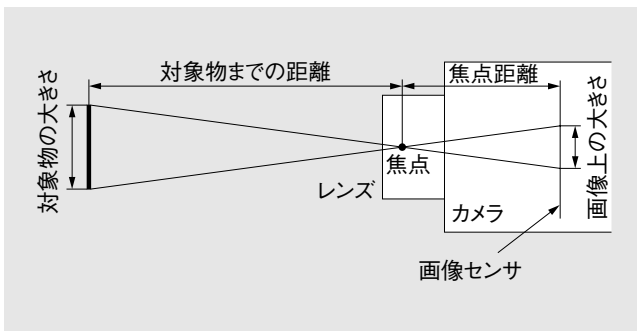 対象物までの距離
焦点距離
対象物の大きさ
焦点
レンズ
カメラ
画像上の大きさ
画像センサ